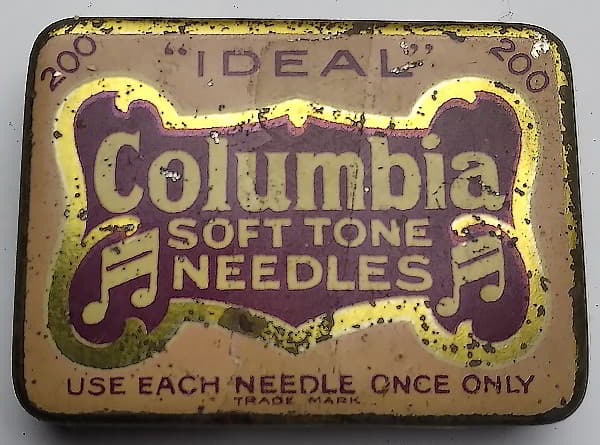 200 "IDEAL" 200
Columbia
SOFT TONE
NEEDLES
USE EACH NEEDLE ONCE ONLY
TRADE MARK